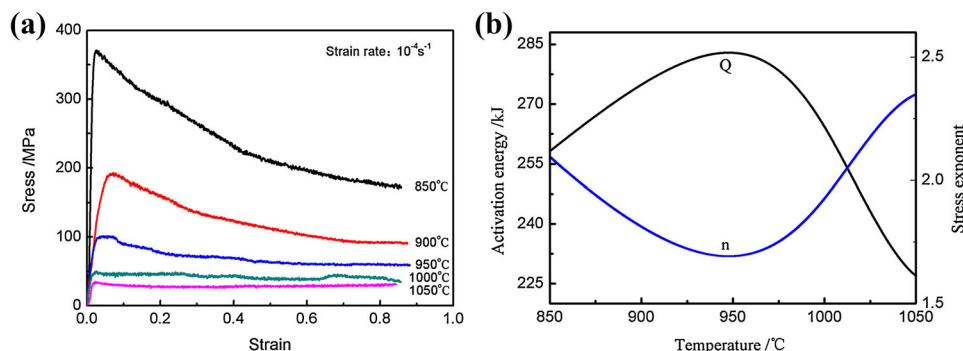 (a)
400
300
200
100
0
Sress /MPa
Strain rate：10⁻⁴s⁻¹
850℃
900℃
950℃
1000℃
1050℃
0.0 0.2 0.4 0.6 0.8 1.0
Strain
(b)
285
270
255
240
225
Activation energy /kJ
Q
n
2.5
2.0
1.5
Stress exponent
850 900 950 1000 1050
Temperature /℃